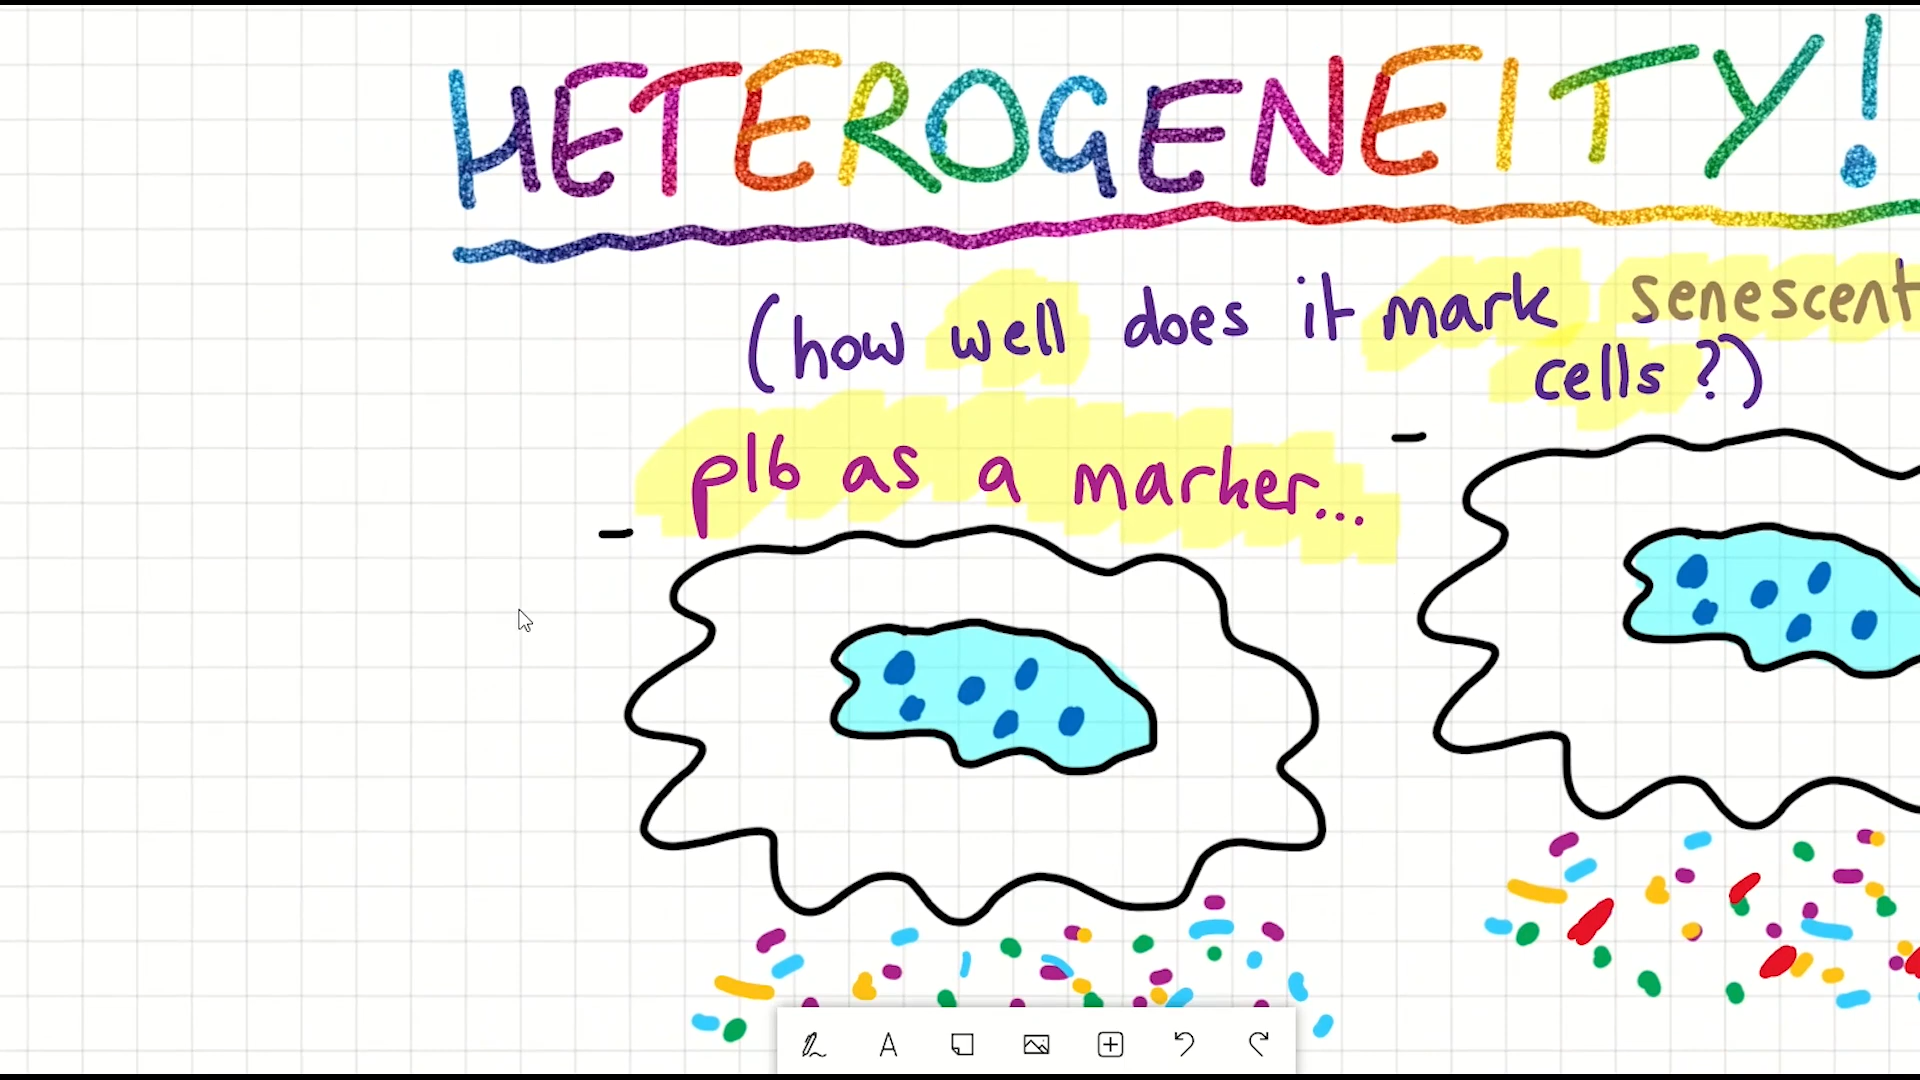 HETEROGENEITY!
(how well does it mark senescent
cells?)
p16 as a marker...